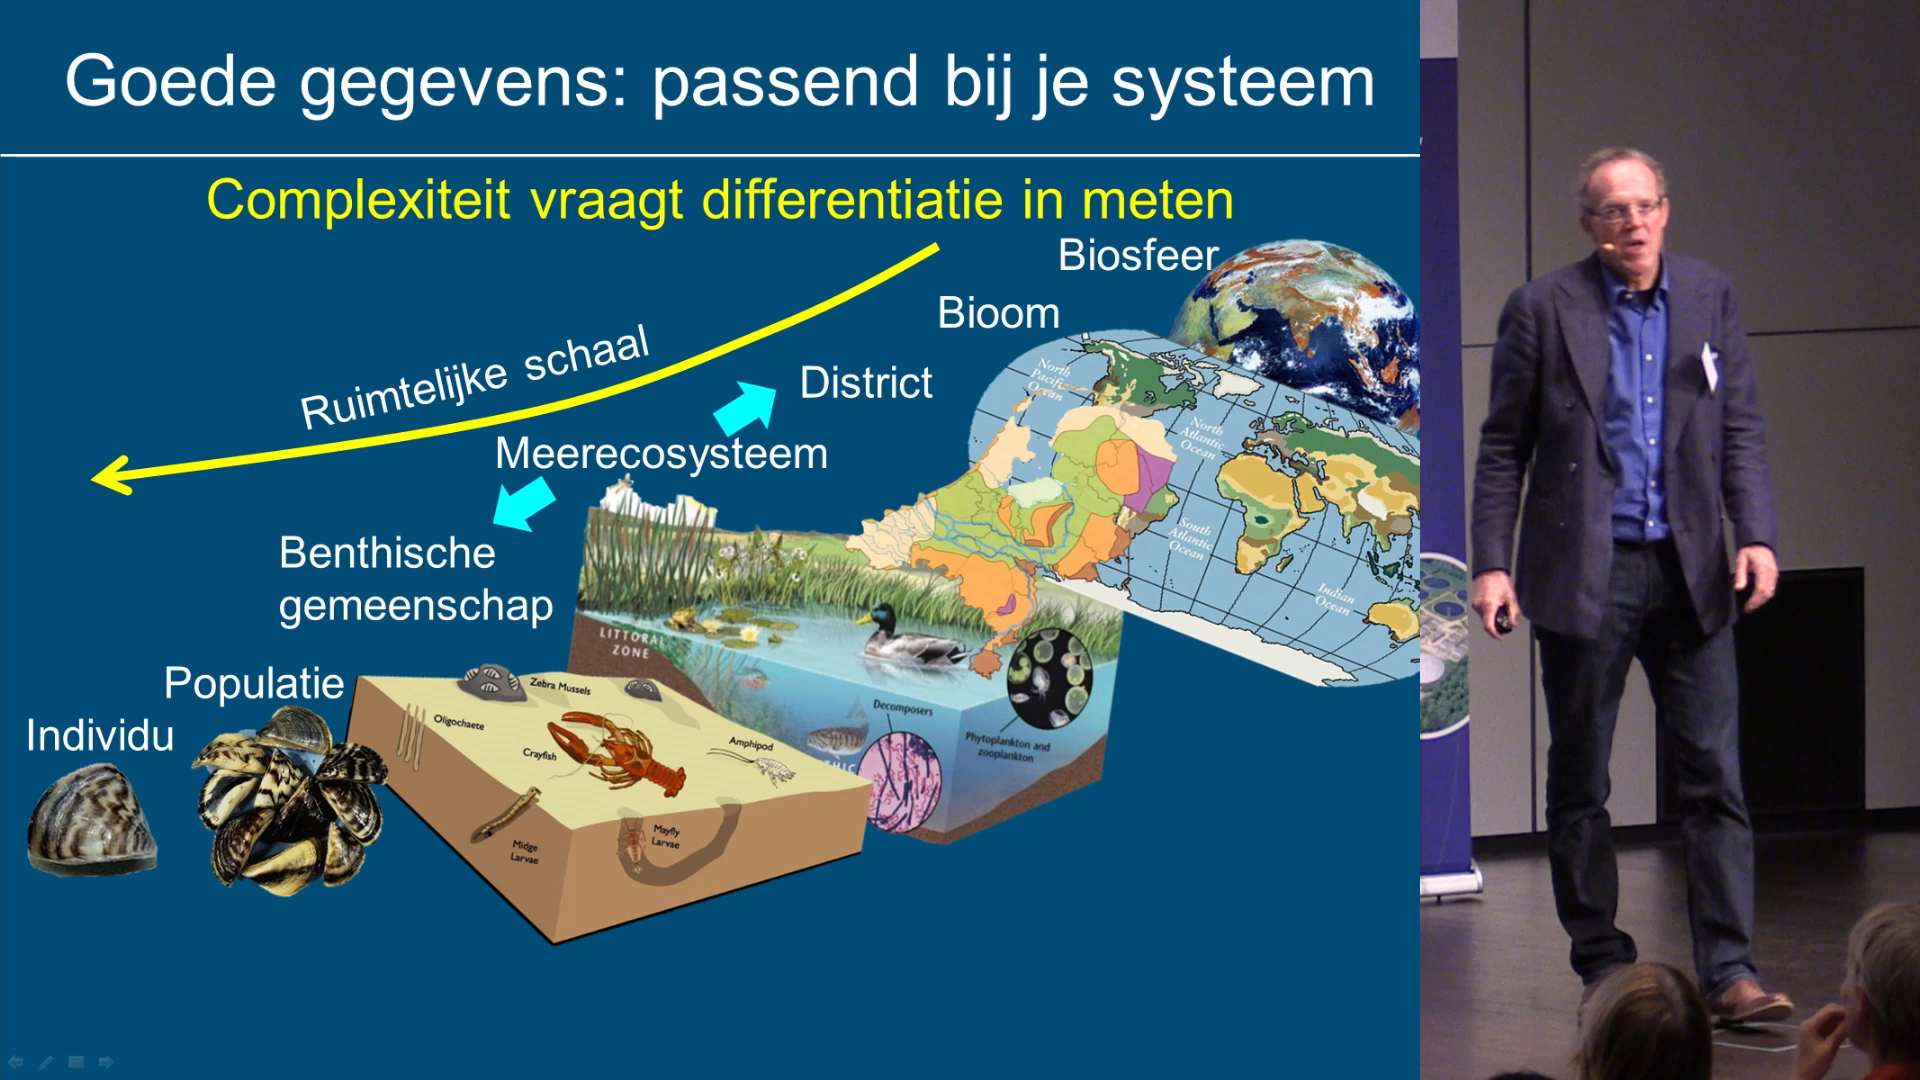 Goede gegevens: passend bij je systeem
Complexiteit vraagt differentiatie in meten
Biosfeer
Bioom
Ruimtelijke schaal
District
Meerecosysteem
Benthische
gemeenschap
Populatie
Individu
North
Pacific
Ocean
North
Atlantic
Ocean
South
Atlantic
Ocean
Indian
Ocean
LITTORAL
ZONE
Decomposers
Phytoplankton and
zooplankton
Zebra Mussels
Oligochaete
Crayfish
Amphipod
Midge
Larvae
Mayfly
Larvae